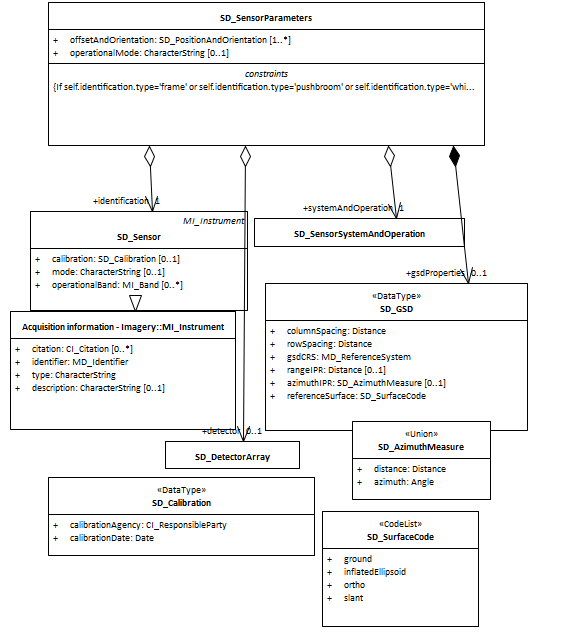 SD_SensorParameters
+ offsetAndOrientation: SD_PositionAndOrientation [1..*]
+ operationalMode: CharacterString [0..1]
constraints
{If self.identification.type='frame' or self.identification.type='pushbroom' or self.identification.type='whi...
+identification 1
+systemAndOperation 1
MI_Instrument
SD_Sensor
+ calibration: SD_Calibration [0..1]
+ mode: CharacterString [0..1]
+ operationalBand: MI_Band [0..*]
SD_SensorSystemAndOperation
+gsdProperties 0..1
«DataType»
SD_GSD
+ columnSpacing: Distance
+ rowSpacing: Distance
+ gsdCRS: MD_ReferenceSystem
+ rangeIPR: Distance [0..1]
+ azimuthIPR: SD_AzimuthMeasure [0..1]
+ referenceSurface: SD_SurfaceCode
Acquisition information - Imagery::MI_Instrument
+ citation: CI_Citation [0..*]
+ identifier: MD_Identifier
+ type: CharacterString
+ description: CharacterString [0..1]
+detector 0..1
SD_DetectorArray
«Union»
SD_AzimuthMeasure
+ distance: Distance
+ azimuth: Angle
«DataType»
SD_Calibration
+ calibrationAgency: CI_ResponsibleParty
+ calibrationDate: Date
«CodeList»
SD_SurfaceCode
+ ground
+ inflatedEllipsoid
+ ortho
+ slant